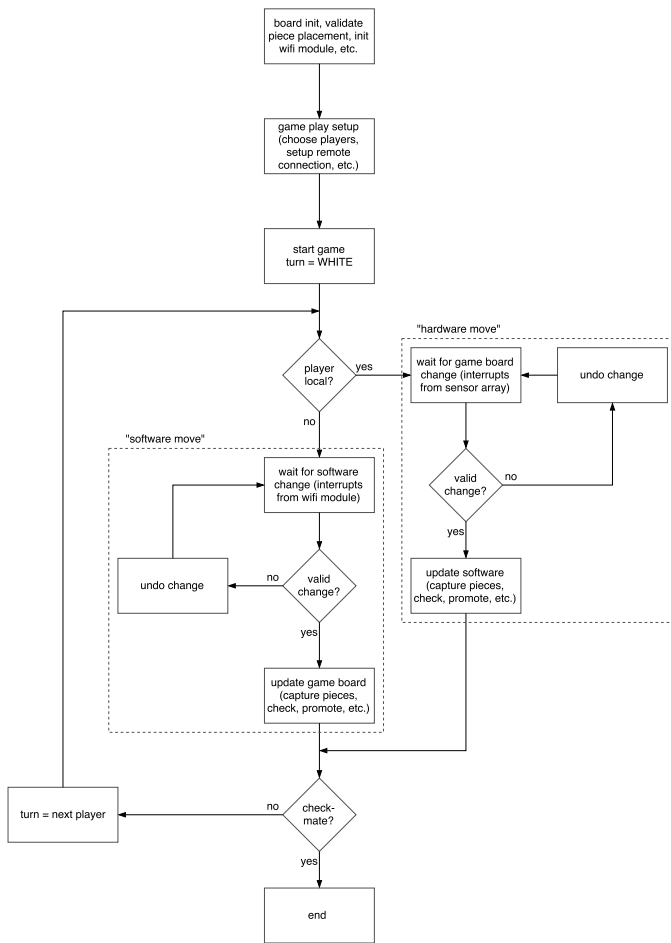 board init, validate
piece placement, init
wifi module, etc.
game play setup
(choose players,
setup remote
connection, etc.)
start game
turn = WHITE
player
local?
yes
no
"hardware move"
wait for game board
change (interrupts
from sensor array)
undo change
valid
change?
no
yes
update software
(capture pieces,
check, promote, etc.)
"software move"
wait for software
change (interrupts
from wifi module)
undo change
no
valid
change?
yes
update game board
(capture pieces,
check, promote, etc.)
turn = next player
no
check-
mate?
yes
end